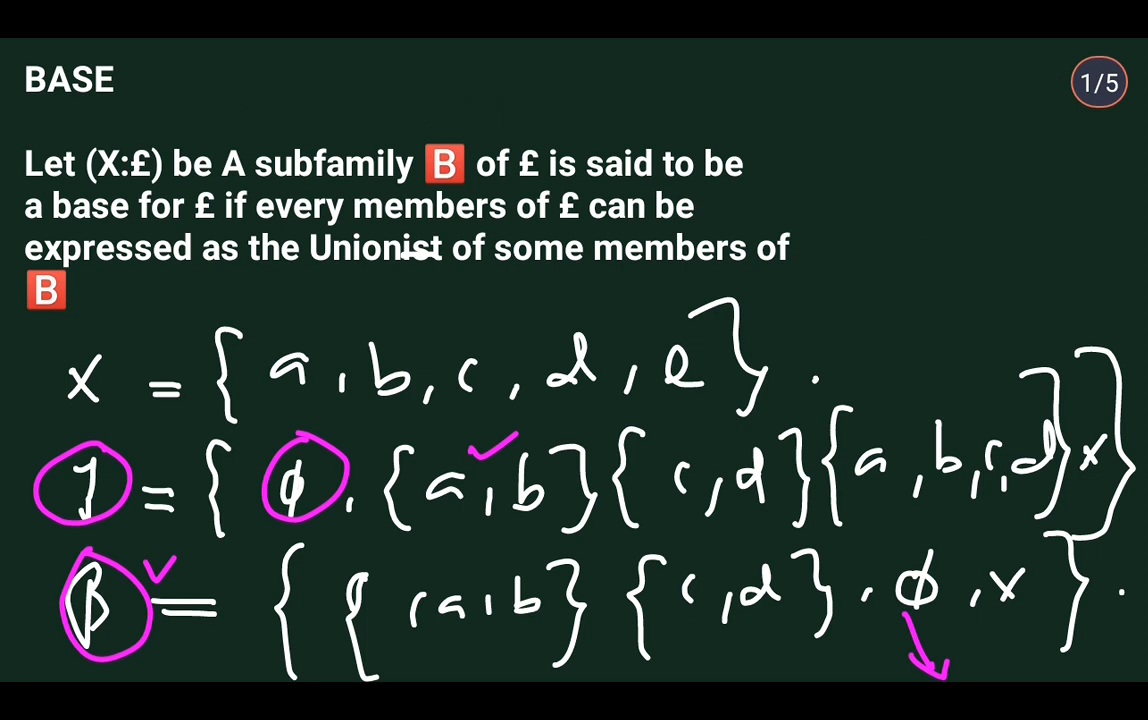 BASE
1/5
Let (X:£) be A subfamily B of £ is said to be
a base for £ if every members of £ can be
expressed as the Unionist of some members of
B
X = {a, b, c, d, e}.
J = {ϕ, {a, b} {c, d} {a, b, c, d} x}
β = {{a, b} {c, d}, ϕ, x}.